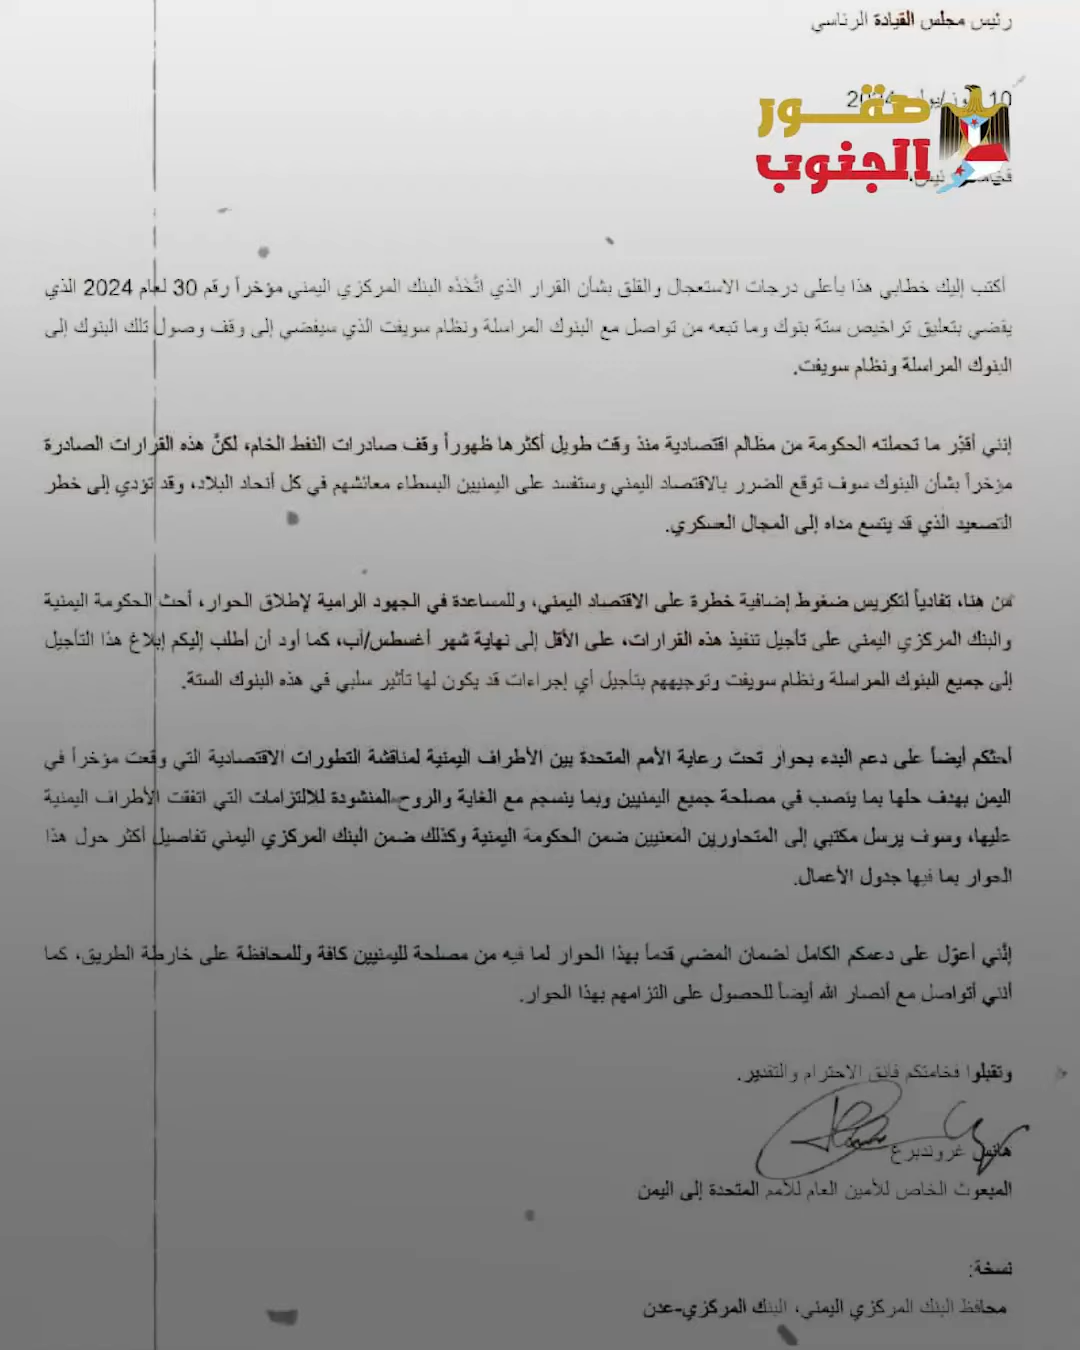 رئيس مجلس القيادة الرئاسي
10 2024
صقور
الجنوب
أكتب إليك خطابي هذا بأعلى درجات الاستعجال والقلق بشأن القرار الذي اتَّخذه البنك المركزي اليمني مؤخراً رقم 30 لعام 2024 الذي
يقضي بتعليق تراخيص ستة بنوك وما تبعه من تواصل مع البنوك المراسلة ونظام سويفت الذي سيفضي إلى وقف وصول تلك البنوك إلى
البنوك المراسلة ونظام سويفت.
إنني أقدّر ما تحملته الحكومة من مظالم اقتصادية منذ وقت طويل أكثرها ظهوراً وقف صادرات النفط الخام، لكنَّ هذه القرارات الصادرة
مؤخراً بشأن البنوك سوف توقع الضرر بالاقتصاد اليمني وستفسد على اليمنيين البسطاء معائشهم في كل أنحاد البلاد، وقد تؤدي إلى خطر
التصعيد الذي قد يتسع مداه إلى المجال العسكري.
من هنا، تفادياً لتكريس ضغوط إضافية خطرة على الاقتصاد اليمني، وللمساعدة في الجهود الرامية لإطلاق الحوار، أحث الحكومة اليمنية
والبنك المركزي اليمني على تأجيل تنفيذ هذه القرارات، على الأقل إلى نهاية شهر أغسطس/آب، كما أود أن أطلب إليكم إبلاغ هذا التأجيل
إلى جميع البنوك المراسلة ونظام سويفت وتوجيههم بتأجيل أي إجراءات قد يكون لها تأثير سلبي في هذه البنوك الستة.
أحثكم أيضاً على دعم البدء بحوار تحت رعاية الأمم المتحدة بين الأطراف اليمنية لمناقشة التطورات الاقتصادية التي وقعت مؤخراً في
اليمن بهدف حلها بما ينصب في مصلحة جميع اليمنيين وبما ينسجم مع الغاية والروح المنشودة للالتزامات التي اتفقت الأطراف اليمنية
عليها، وسوف يرسل مكتبي إلى المتحاورين المعنيين ضمن الحكومة اليمنية وكذلك ضمن البنك المركزي اليمني تفاصيل أكثر حول هذا
الحوار بما فيها جدول الأعمال.
إنَّني أعوّل على دعمكم الكامل لضمان المضي قدماً بهذا الحوار لما فيه من مصلحة لليمنيين كافة وللمحافظة على خارطة الطريق، كما
أنني أتواصل مع أنصار الله أيضاً للحصول على التزامهم بهذا الحوار.
وتقبلوا فخامتكم فائق الاحترام والتقدير.
هانس غروندبرغ
المبعوث الخاص للأمين العام للأمم المتحدة إلى اليمن
نسخة:
محافظ البنك المركزي اليمني، البنك المركزي-عدن